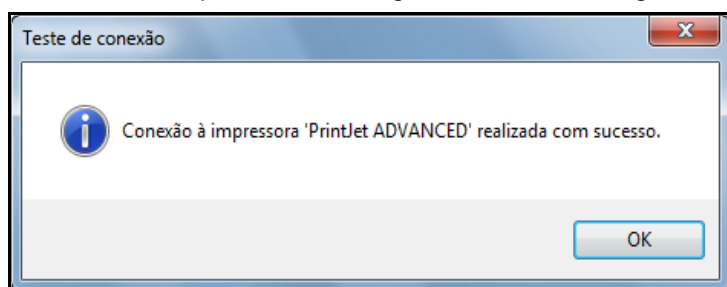 Teste de conexão
Conexão à impressora 'PrintJet ADVANCED' realizada com sucesso.
OK